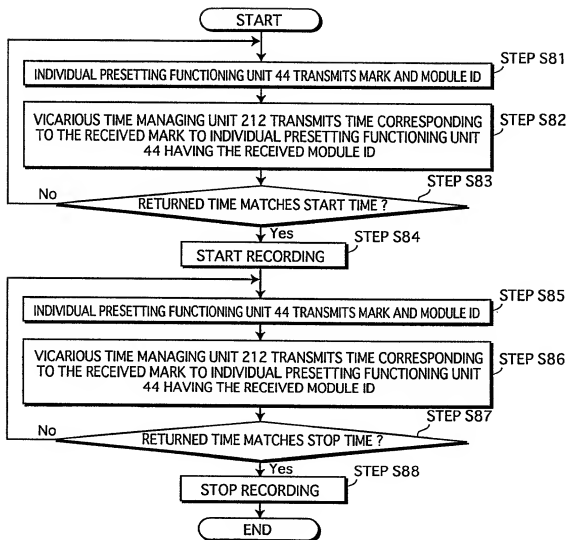 START
STEP S81
INDIVIDUAL PRESETTING FUNCTIONING UNIT 44 TRANSMITS MARK AND MODULE ID
STEP S82
VICARIOUS TIME MANAGING UNIT 212 TRANSMITS TIME CORRESPONDING
TO THE RECEIVED MARK TO INDIVIDUAL PRESETTING FUNCTIONING UNIT
44 HAVING THE RECEIVED MODULE ID
STEP S83
No
RETURNED TIME MATCHES START TIME ?
Yes
STEP S84
START RECORDING
STEP S85
INDIVIDUAL PRESETTING FUNCTIONING UNIT 44 TRANSMITS MARK AND MODULE ID
STEP S86
VICARIOUS TIME MANAGING UNIT 212 TRANSMITS TIME CORRESPONDING
TO THE RECEIVED MARK TO INDIVIDUAL PRESETTING FUNCTIONING UNIT
44 HAVING THE RECEIVED MODULE ID
STEP S87
No
RETURNED TIME MATCHES STOP TIME ?
Yes
STEP S88
STOP RECORDING
END